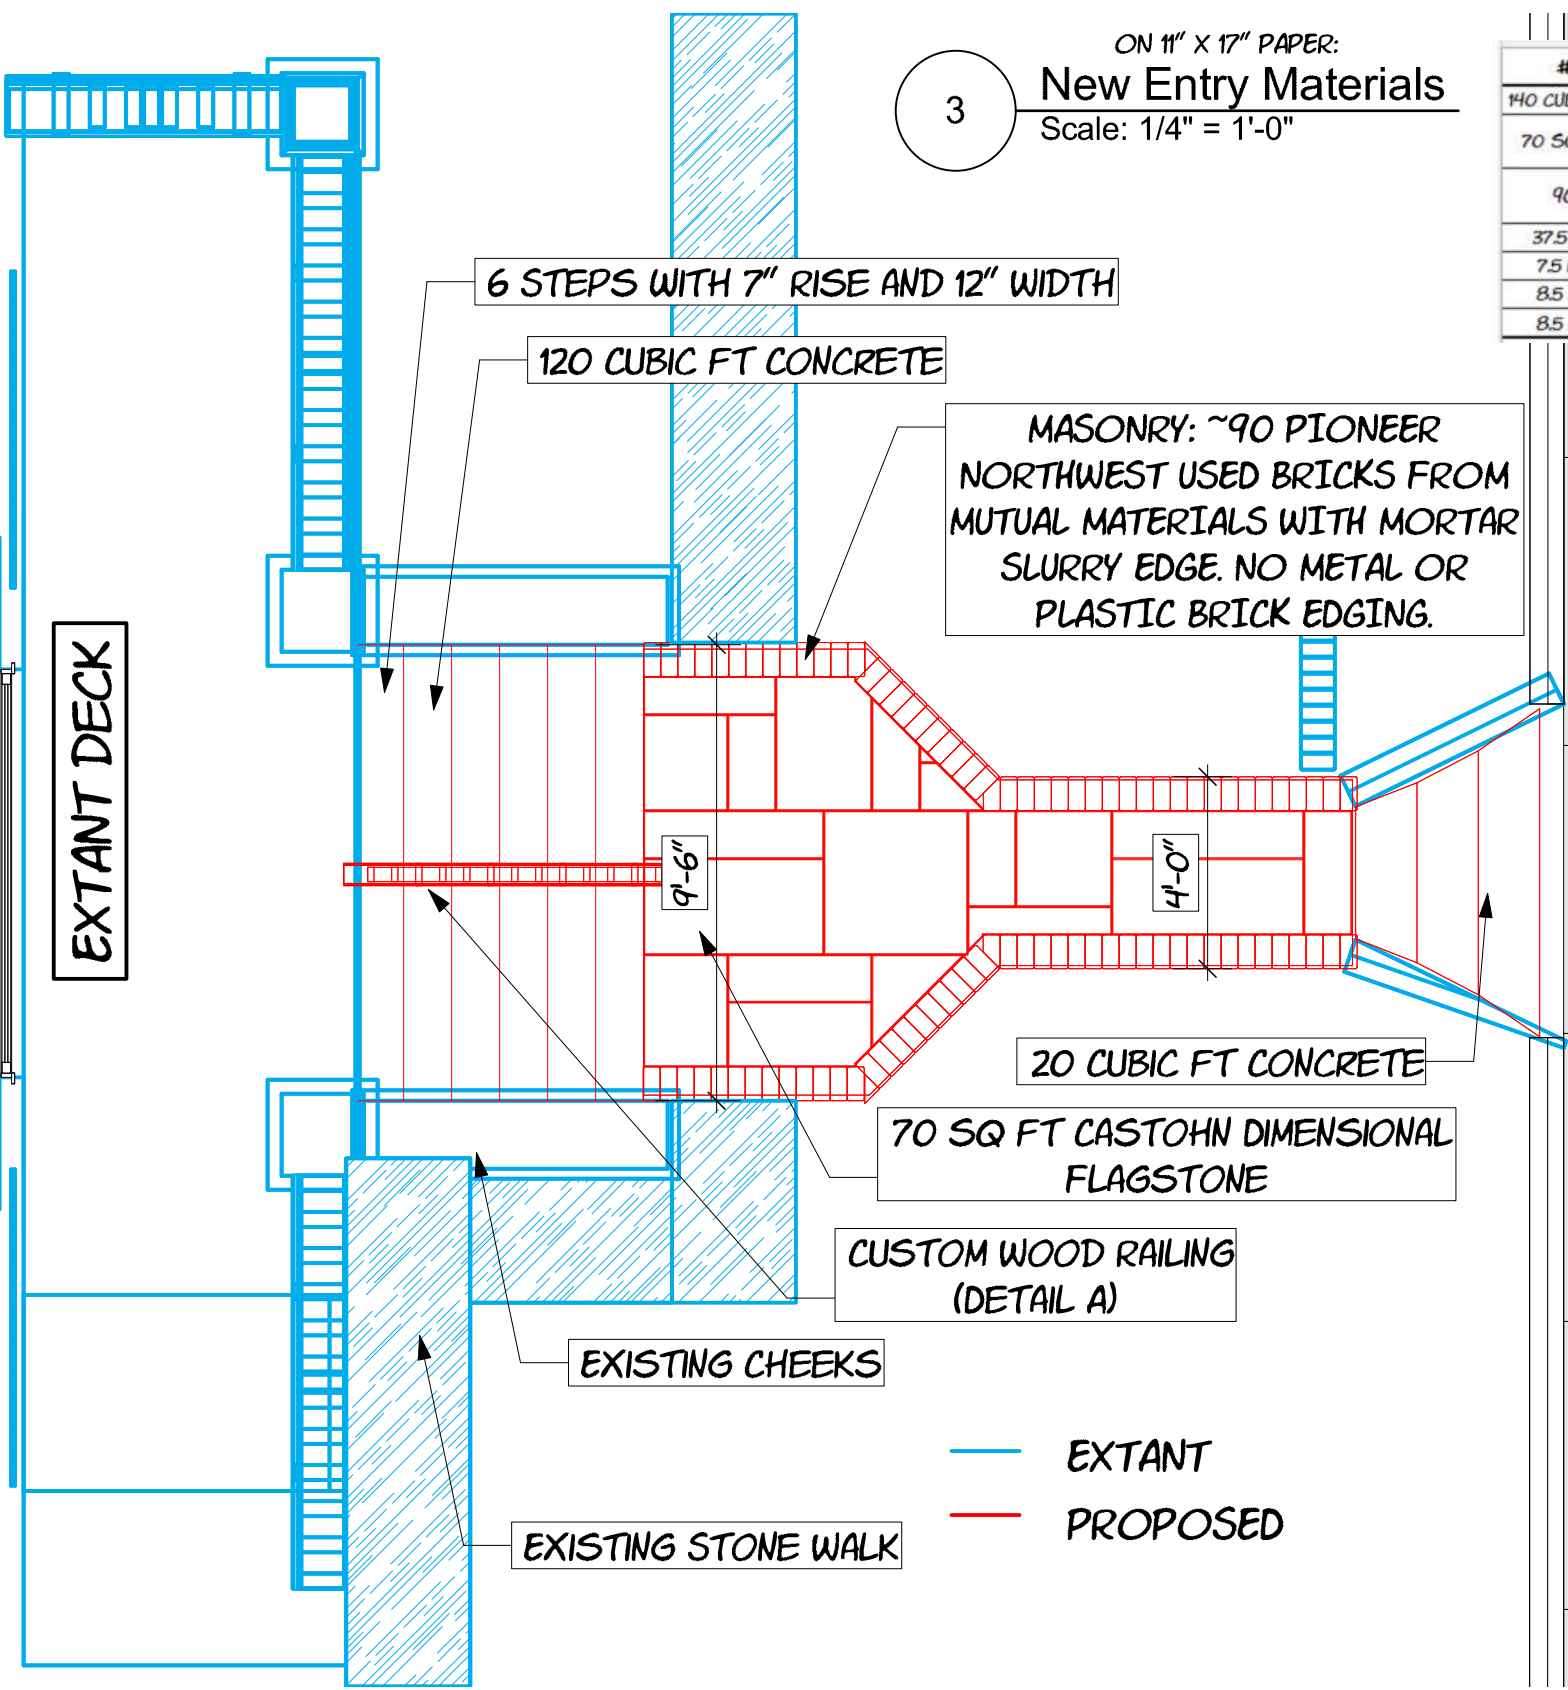 ON 11" X 17" PAPER:
3
New Entry Materials
Scale: 1/4" = 1'-0"
#
140
70
90
37.5
7.5
8.5
8.5
6 STEPS WITH 7" RISE AND 12" WIDTH
120 CUBIC FT CONCRETE
MASONRY: ~90 PIONEER
NORTHWEST USED BRICKS FROM
MUTUAL MATERIALS WITH MORTAR
SLURRY EDGE. NO METAL OR
PLASTIC BRICK EDGING.
EXTANT DECK
9'-6"
4'-0"
20 CUBIC FT CONCRETE
70 SQ FT CASTOHN DIMENSIONAL
FLAGSTONE
CUSTOM WOOD RAILING
(DETAIL A)
EXISTING CHEEKS
EXTANT
PROPOSED
EXISTING STONE WALK